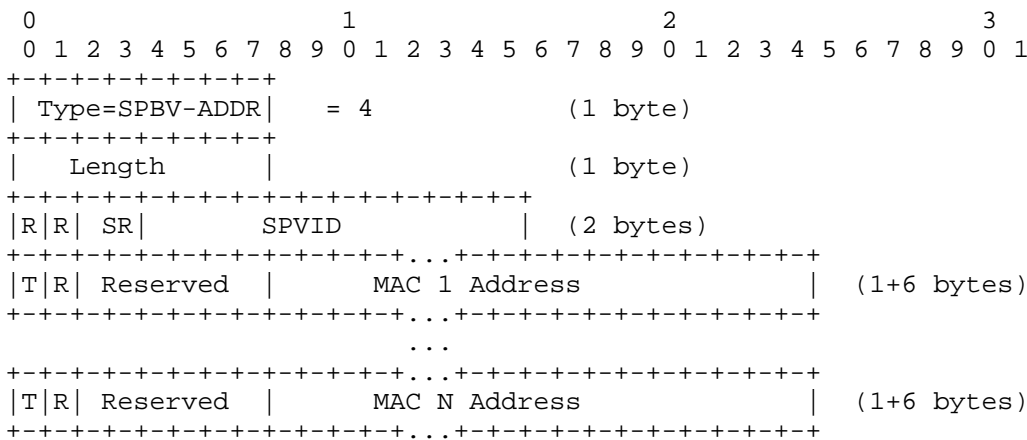 0                   1                   2                   3
 0 1 2 3 4 5 6 7 8 9 0 1 2 3 4 5 6 7 8 9 0 1 2 3 4 5 6 7 8 9 0 1
+-+-+-+-+-+-+-+-+
| Type=SPBV-ADDR|   = 4            (1 byte)
+-+-+-+-+-+-+-+-+
|   Length      |                  (1 byte)
+-+-+-+-+-+-+-+-+-+-+-+-+-+-+-+-+
|R|R| SR|       SPVID           |  (2 bytes)
+-+-+-+-+-+-+-+-+-+-+-+-+...+-+-+-+-+-+-+-+-+-+-+-+
|T|R| Reserved  |      MAC 1 Address              |  (1+6 bytes)
+-+-+-+-+-+-+-+-+-+-+-+-+...+-+-+-+-+-+-+-+-+-+-+-+
                         ...
+-+-+-+-+-+-+-+-+-+-+-+-+...+-+-+-+-+-+-+-+-+-+-+-+
|T|R| Reserved  |      MAC N Address              |  (1+6 bytes)
+-+-+-+-+-+-+-+-+-+-+-+-+...+-+-+-+-+-+-+-+-+-+-+-+